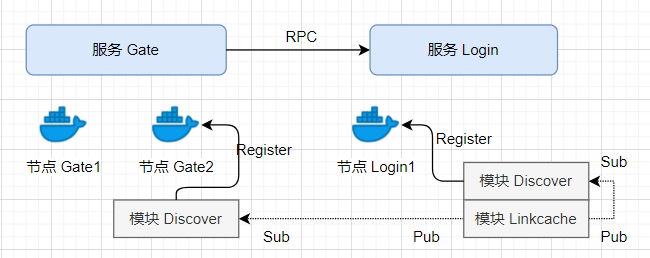 服务 Gate
RPC
服务 Login
节点 Gate1
节点 Gate2
Register
节点 Login1
Register
模块 Discover
Sub
模块 Discover
模块 Linkcache
Sub
Pub
Pub